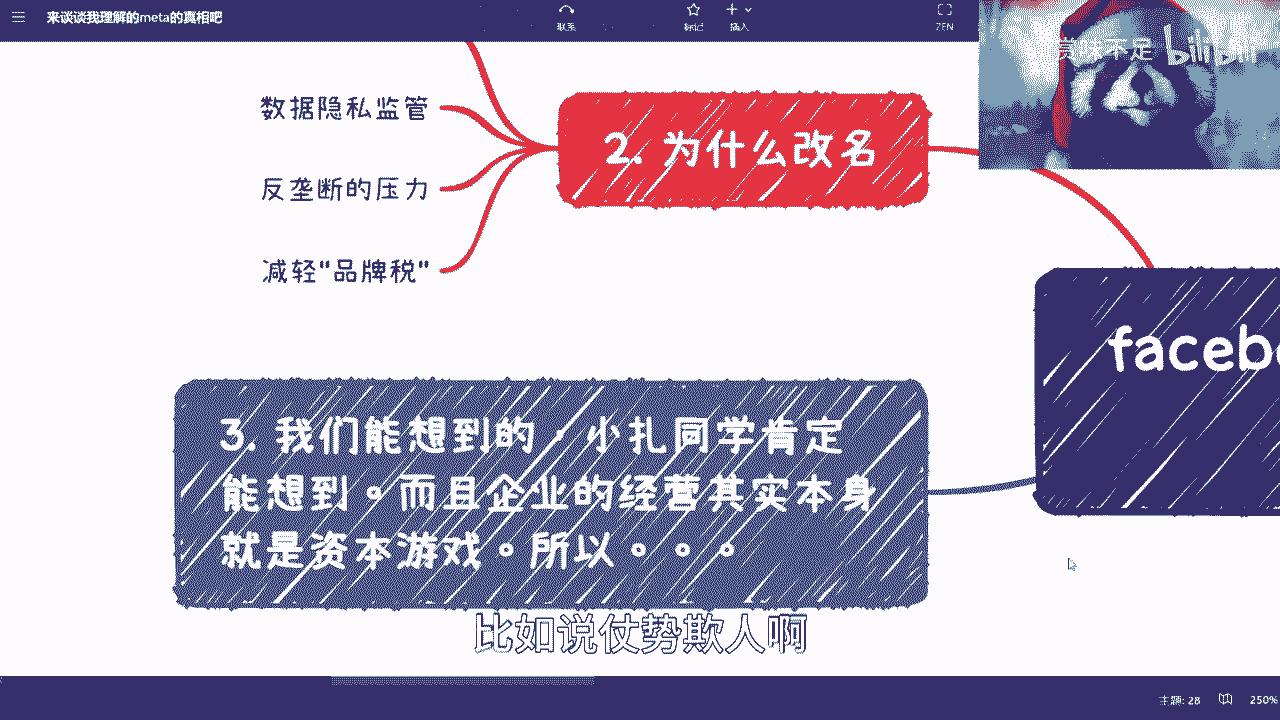 来谈谈我理解的meta的真相吧
联系
标记
插入
ZEN
赏味不足 bilibili
数据隐私监管
反垄断的压力
减轻"品牌税"
2. 为什么改名
faceb
3. 我们能想到的，小扎同学肯定
能想到。而且企业的经营其实本身
就是资本游戏。所以。。。
比如说仗势欺人啊
主题: 28
250%